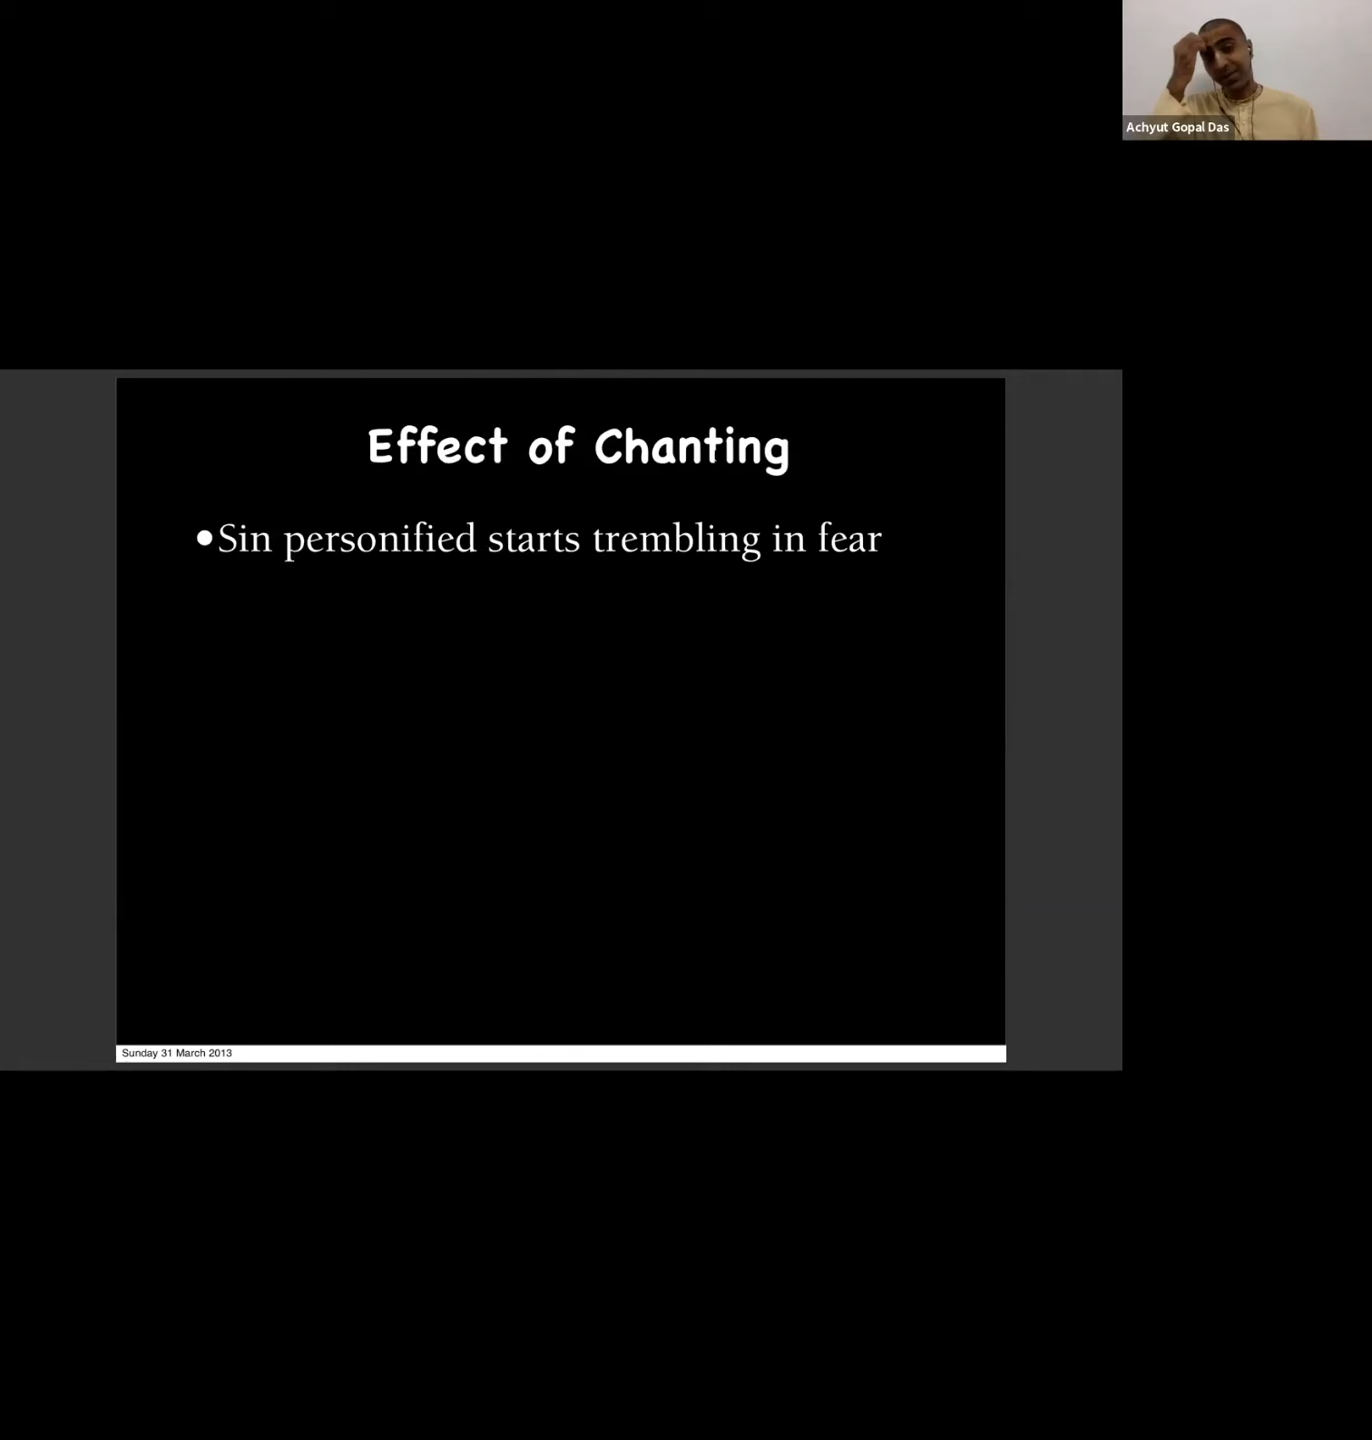 Achyut Gopal Das
Effect of Chanting
•Sin personified starts trembling in fear
Sunday 31 March 2013